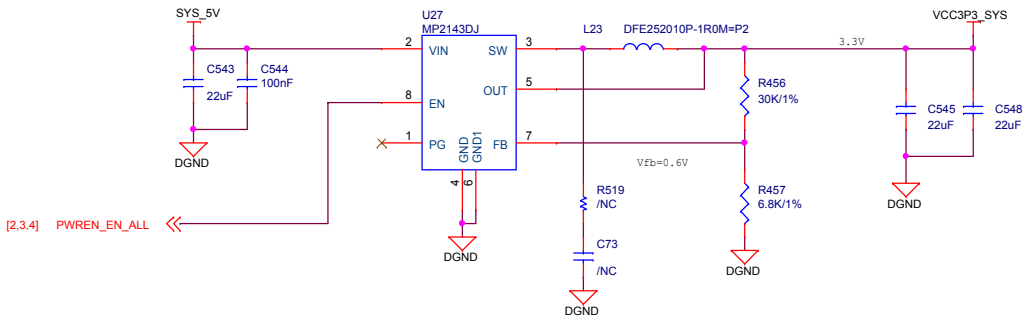 SYS_5V
U27
MP2143DJ
L23 DFE252010P-1R0M=P2
VCC3P3_SYS
2 VIN SW 3
3.3V
C543
22uF
C544
100nF
OUT 5
R456
30K/1%
8 EN
C545
22uF
C548
22uF
1 PG
GND
GND1
FB 7
DGND
Vfb=0.6V
4
6
R519
/NC
R457
6.8K/1%
DGND
[2,3,4] PWREN_EN_ALL
C73
/NC
DGND
DGND
DGND